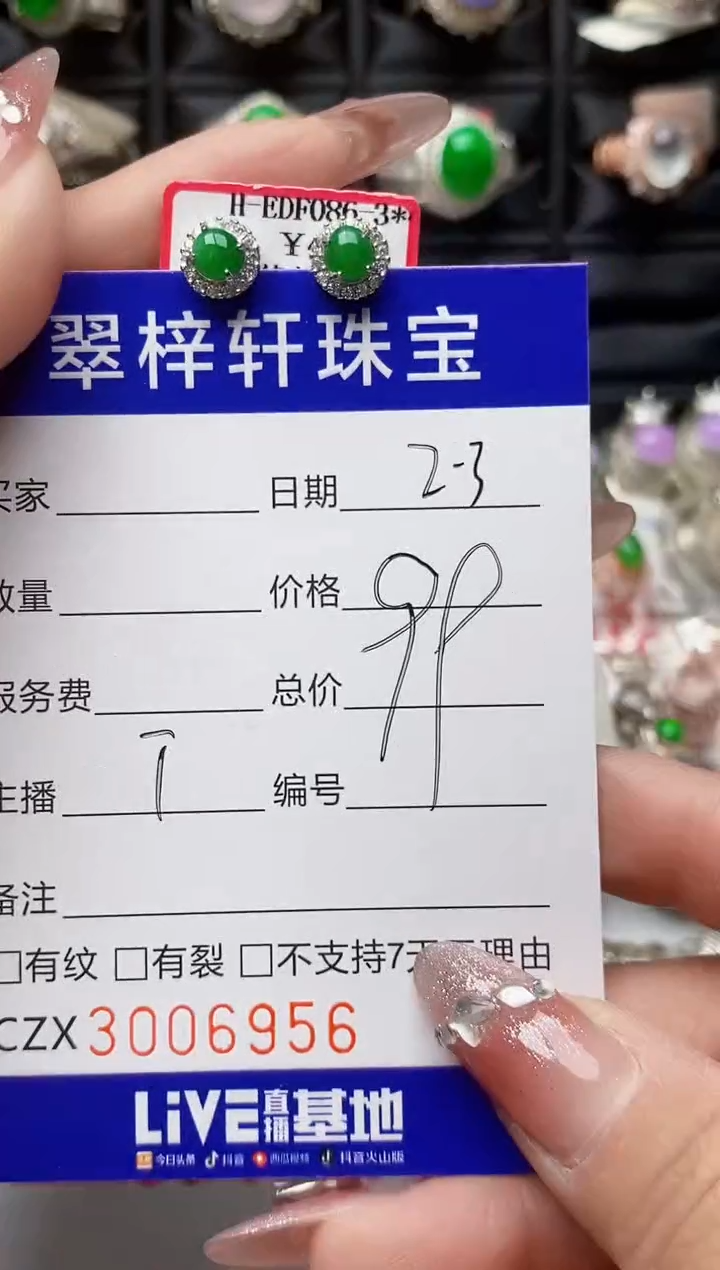 H-EDF086-3*
¥
翠梓轩珠宝
买家 日期 2-3
数量 价格
服务费 总价
主播 编号
备注
□有纹 □有裂 □不支持7天无理由
CZX3006956
LiVE直播基地
今日头条 抖音 西瓜视频 抖音火山版